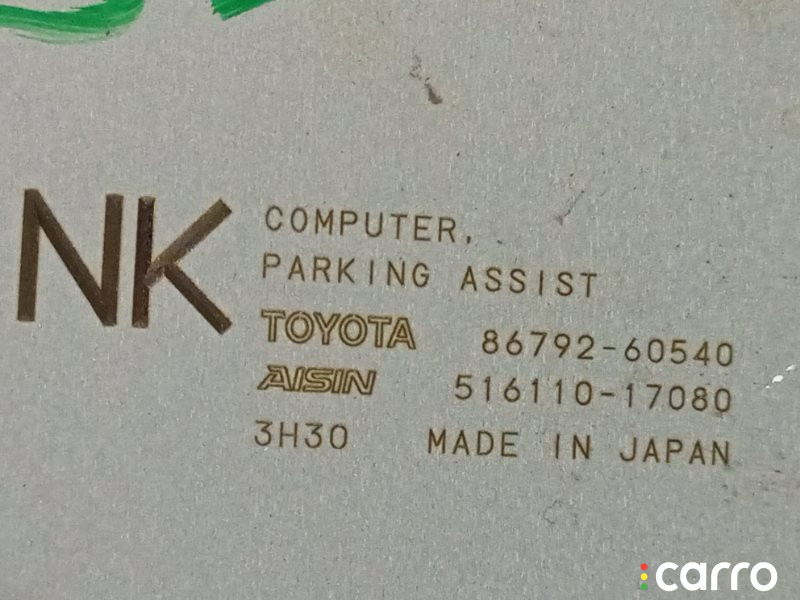 NK
COMPUTER,
PARKING ASSIST
TOYOTA 86792-60540
AISIN 516110-17080
3H30 MADE IN JAPAN
carro